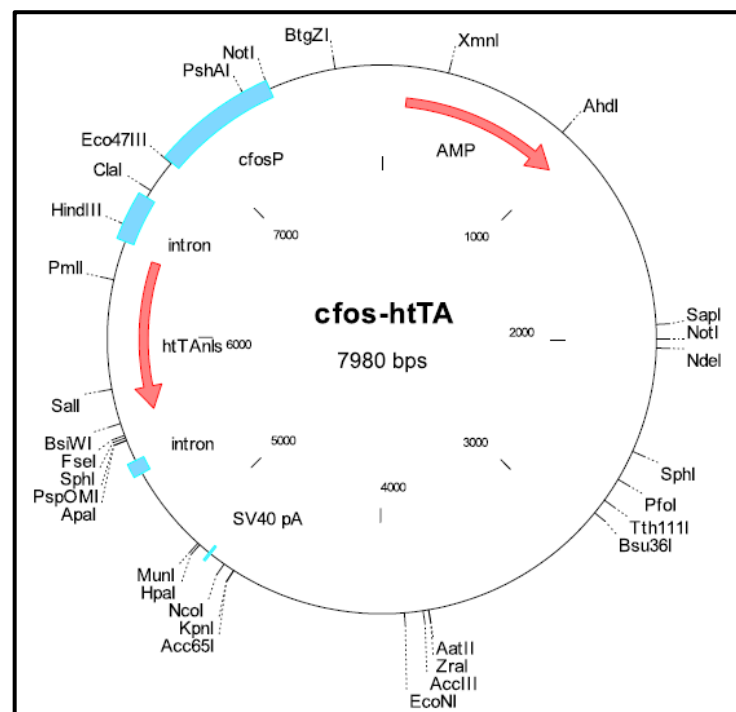 BtgZI
XmnI
NotI
PshAI
AhdI
Eco47III
cfosP
AMP
ClaI
HindIII
7000
1000
intron
PmlI
cfos-htTA
SapI
htTAnls
6000
2000
NotI
7980 bps
NdeI
SalI
BsiWI
intron
FseI
5000
3000
SphI
SphI
PspOMI
PfoI
ApaI
4000
Tth111I
SV40 pA
Bsu36I
MunI
HpaI
NcoI
KpnI
Acc65I
AatII
ZraI
AccIII
EcoNI